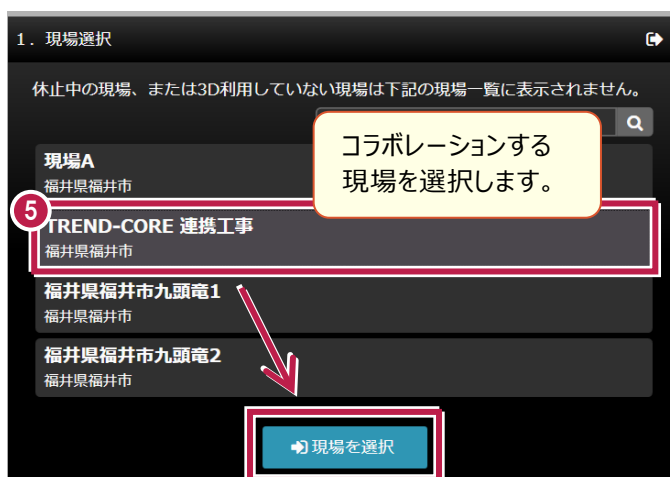 1. 現場選択
休止中の現場、または3D利用していない現場は下記の現場一覧に表示されません。
コラボレーションする
現場を選択します。
現場A
福井県福井市
5
TREND-CORE 連携工事
福井県福井市
福井県福井市九頭竜1
福井県福井市
福井県福井市九頭竜2
福井県福井市
現場を選択